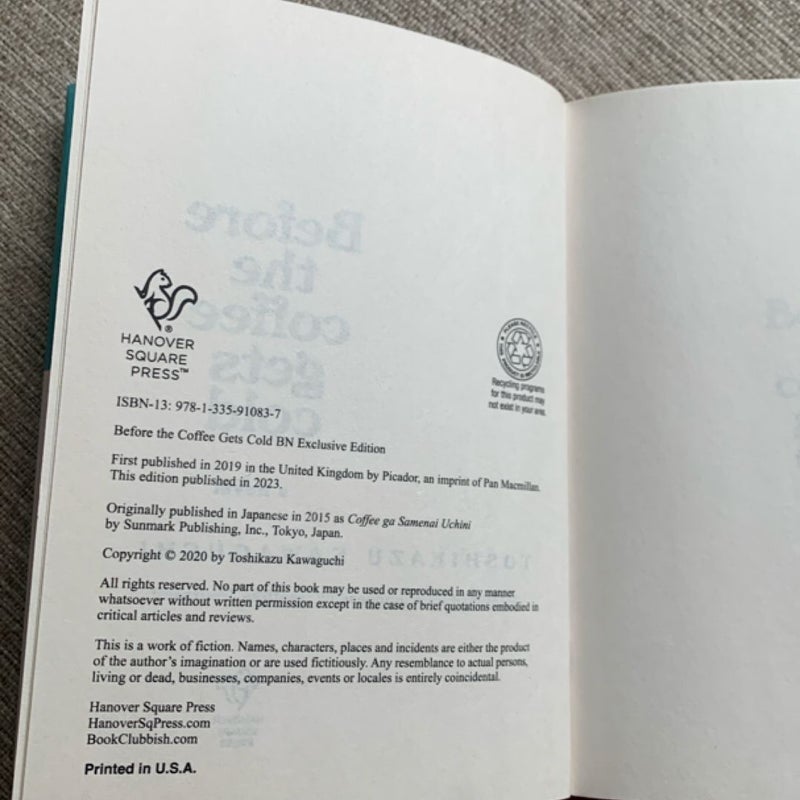 HANOVER
SQUARE
PRESS™
PLEASE RECYCLE
THIS PRODUCT IS RECYCLABLE
Recycling programs
for this product may
not exist in your area.
ISBN-13: 978-1-335-91083-7
Before the Coffee Gets Cold BN Exclusive Edition
First published in 2019 in the United Kingdom by Picador, an imprint of Pan Macmillan.
This edition published in 2023.
Originally published in Japanese in 2015 as Coffee ga Samenai Uchini
by Sunmark Publishing, Inc., Tokyo, Japan.
Copyright © 2020 by Toshikazu Kawaguchi
All rights reserved. No part of this book may be used or reproduced in any manner
whatsoever without written permission except in the case of brief quotations embodied in
critical articles and reviews.
This is a work of fiction. Names, characters, places and incidents are either the product
of the author's imagination or are used fictitiously. Any resemblance to actual persons,
living or dead, businesses, companies, events or locales is entirely coincidental.
Hanover Square Press
HanoverSqPress.com
BookClubbish.com
Printed in U.S.A.